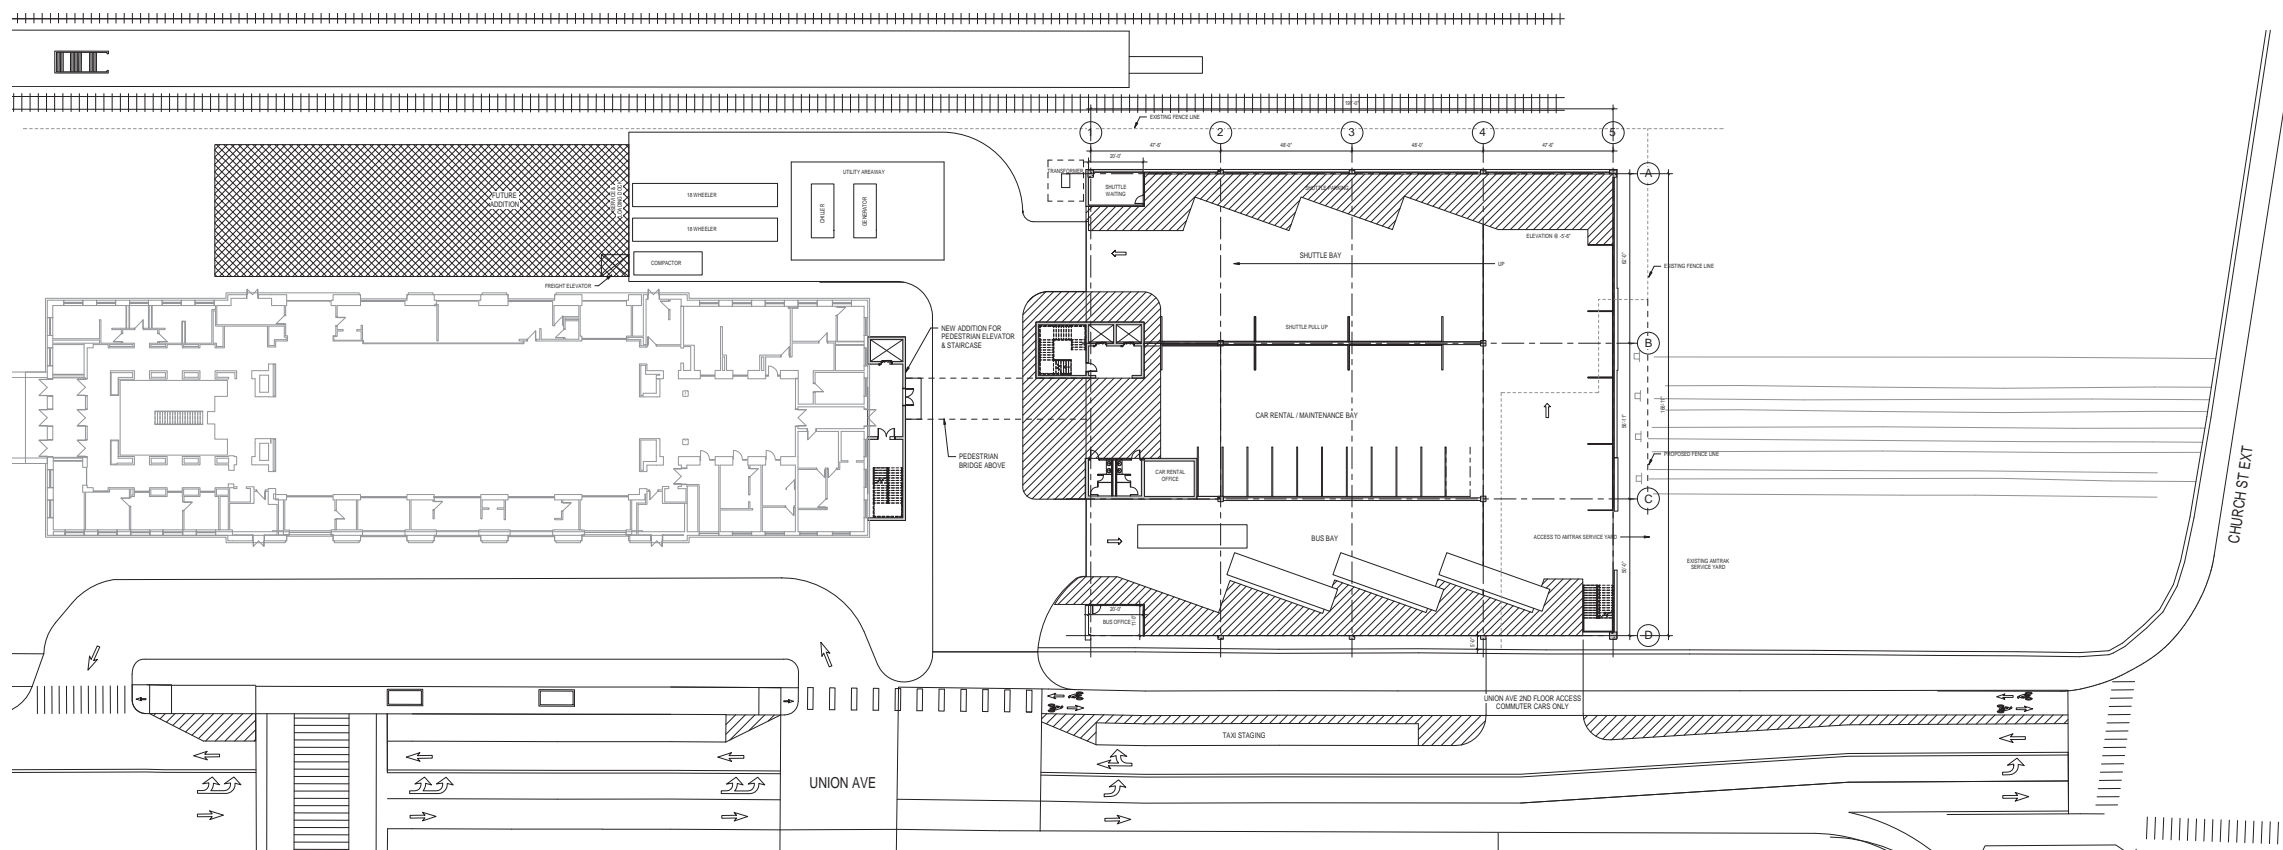 191'-0"
EXISTING FENCE LINE
1
2
3
4
5
47'-6"
48'-0"
48'-0"
47'-6"
20'-0"
TRANSFORMER
SHUTTLE
WAITING
SHUTTLE PARKING
A
UTILITY AREAWAY
CHILLER
GENERATOR
18 WHEELER
18 WHEELER
COMPACTOR
FUTURE
ADDITION
FREIGHT ELEVATOR
ELEVATION @ -5'-6"
SHUTTLE BAY
UP
62'-0"
EXISTING FENCE LINE
NEW ADDITION FOR
PEDESTRIAN ELEVATOR
& STAIRCASE
SHUTTLE PULL UP
B
CAR RENTAL / MAINTENANCE BAY
PEDESTRIAN
BRIDGE ABOVE
CAR RENTAL
OFFICE
PROPOSED FENCE LINE
C
BUS BAY
ACCESS TO AMTRAK SERVICE YARD
EXISTING AMTRAK
SERVICE YARD
CHURCH ST EXT
20'-0"
BUS OFFICE
D
UNION AVE 2ND FLOOR ACCESS
COMMUTER CARS ONLY
TAXI STAGING
UNION AVE